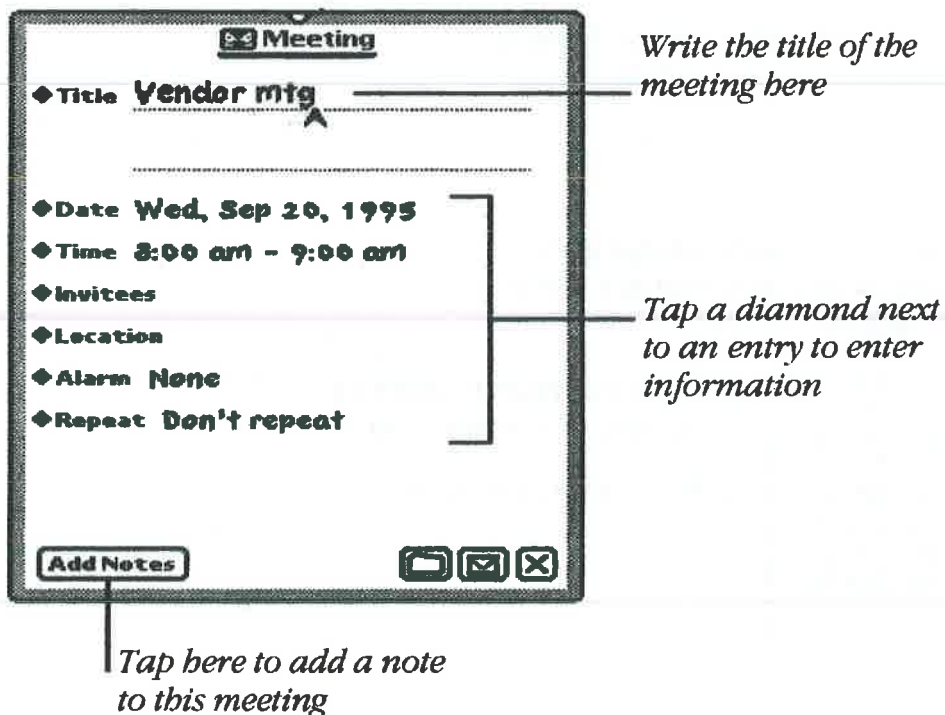 Meeting
Write the title of the
meeting here
◆Title Vendor mtg
◆Date Wed, Sep 20, 1995
◆Time 8:00 am - 9:00 am
◆Invitees
◆Location
◆Alarm None
◆Repeat Don't repeat
Tap a diamond next
to an entry to enter
information
Add Notes
Tap here to add a note
to this meeting